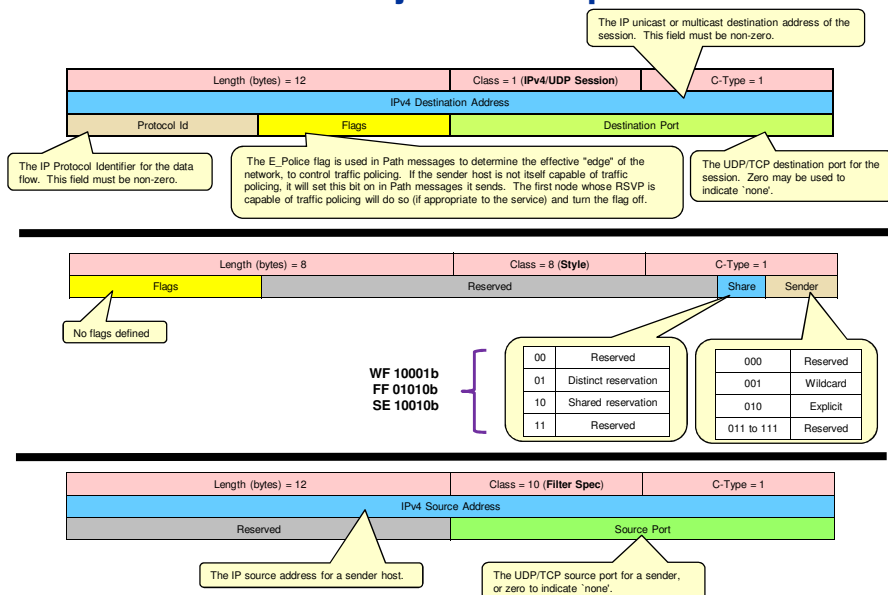 The IP unicast or multicast destination address of the
session. This field must be non-zero.
Length (bytes) = 12
Class = 1 (IPv4/UDP Session)
C-Type = 1
IPv4 Destination Address
Protocol Id
Flags
Destination Port
The IP Protocol Identifier for the data
flow. This field must be non-zero.
The E_Police flag is used in Path messages to determine the effective "edge" of the
network, to control traffic policing. If the sender host is not itself capable of traffic
policing, it will set this bit on in Path messages it sends. The first node whose RSVP is
capable of traffic policing will do so (if appropriate to the service) and turn the flag off.
The UDP/TCP destination port for the
session. Zero may be used to
indicate `none'.
Length (bytes) = 8
Class = 8 (Style)
C-Type = 1
Flags
Reserved
Share
Sender
No flags defined
WF 10001b
FF 01010b
SE 10010b
00 Reserved
01 Distinct reservation
10 Shared reservation
11 Reserved
000 Reserved
001 Wildcard
010 Explicit
011 to 111 Reserved
Length (bytes) = 12
Class = 10 (Filter Spec)
C-Type = 1
IPv4 Source Address
Reserved
Source Port
The IP source address for a sender host.
The UDP/TCP source port for a sender,
or zero to indicate `none'.